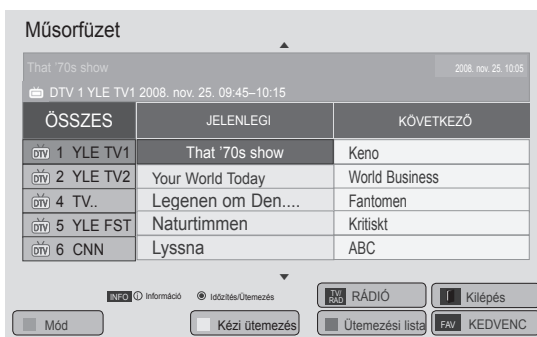 Műsorfüzet
That '70s show 2008. nov. 25. 10:05
DTV 1 YLE TV1 2008. nov. 25. 09:45–10:15
ÖSSZES JELENLEGI KÖVETKEZŐ
DTV 1 YLE TV1 That '70s show Keno
DTV 2 YLE TV2 Your World Today World Business
DTV 4 TV.. Legenen om Den.... Fantomen
DTV 5 YLE FST Naturtimmen Kritiskt
DTV 6 CNN Lyssna ABC
INFO i Információ Időzítés/Ütemezés TV/RAD RÁDIÓ Kilépés
Mód Kézi ütemezés Ütemezési lista FAV KEDVENC